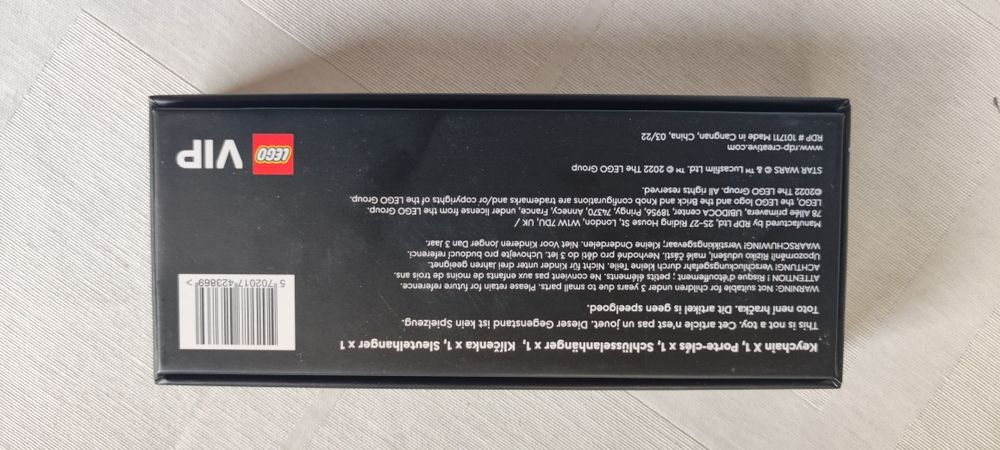 Keychain X 1, Porte-clés x 1, Schlüsselanhänger x 1, Klíčenka x 1, Sleutelhanger 1 x 1
This is a not a toy. Cet article n'est pas un jouet. Dieser Gegenstand ist kein Spielzeug.
Toto není hračka. Dit artikel is geen speelgoed.
WARNING: Not suitable for children under 3 years due to small parts. Please retain for future reference.
ATTENTION ! Risque d'étouffement ; petits éléments. Ne convient pas aux enfants de moins de trois ans.
ACHTUNG! Verschluckungsgefahr durch kleine Teile. Nicht für Kinder unter drei Jahren geeignet.
Upozornění! Riziko udušení, malé části. Nevhodné pro děti do 3 let. Uchovejte pro budoucí referenci.
WAARSCHUWING! Verstikkingsgevaar; Kleine Onderdelen. Niet Voor Kinderen Jonger Dan 3 Jaar.
Manufactured by RDP Ltd, 25-27 Riding House St, London, W1W 7DU, UK /
78 Allée primavera, center, UBIDOCA, 18956, Pringy, 74370, Annecy, France, under license from the LEGO Group.
LEGO, the LEGO logo and the Brick and Knob configurations are trademarks and/or copyrights of the LEGO Group.
©2022 The LEGO Group. All rights reserved.
STAR WARS © & ™ Lucasfilm Ltd. ® ™ © 2022 The LEGO Group
www.rdp-creative.com
RDP # 101711 Made in Cangnan, China, 03/22
5 702017 423869 >
LEGO VIP